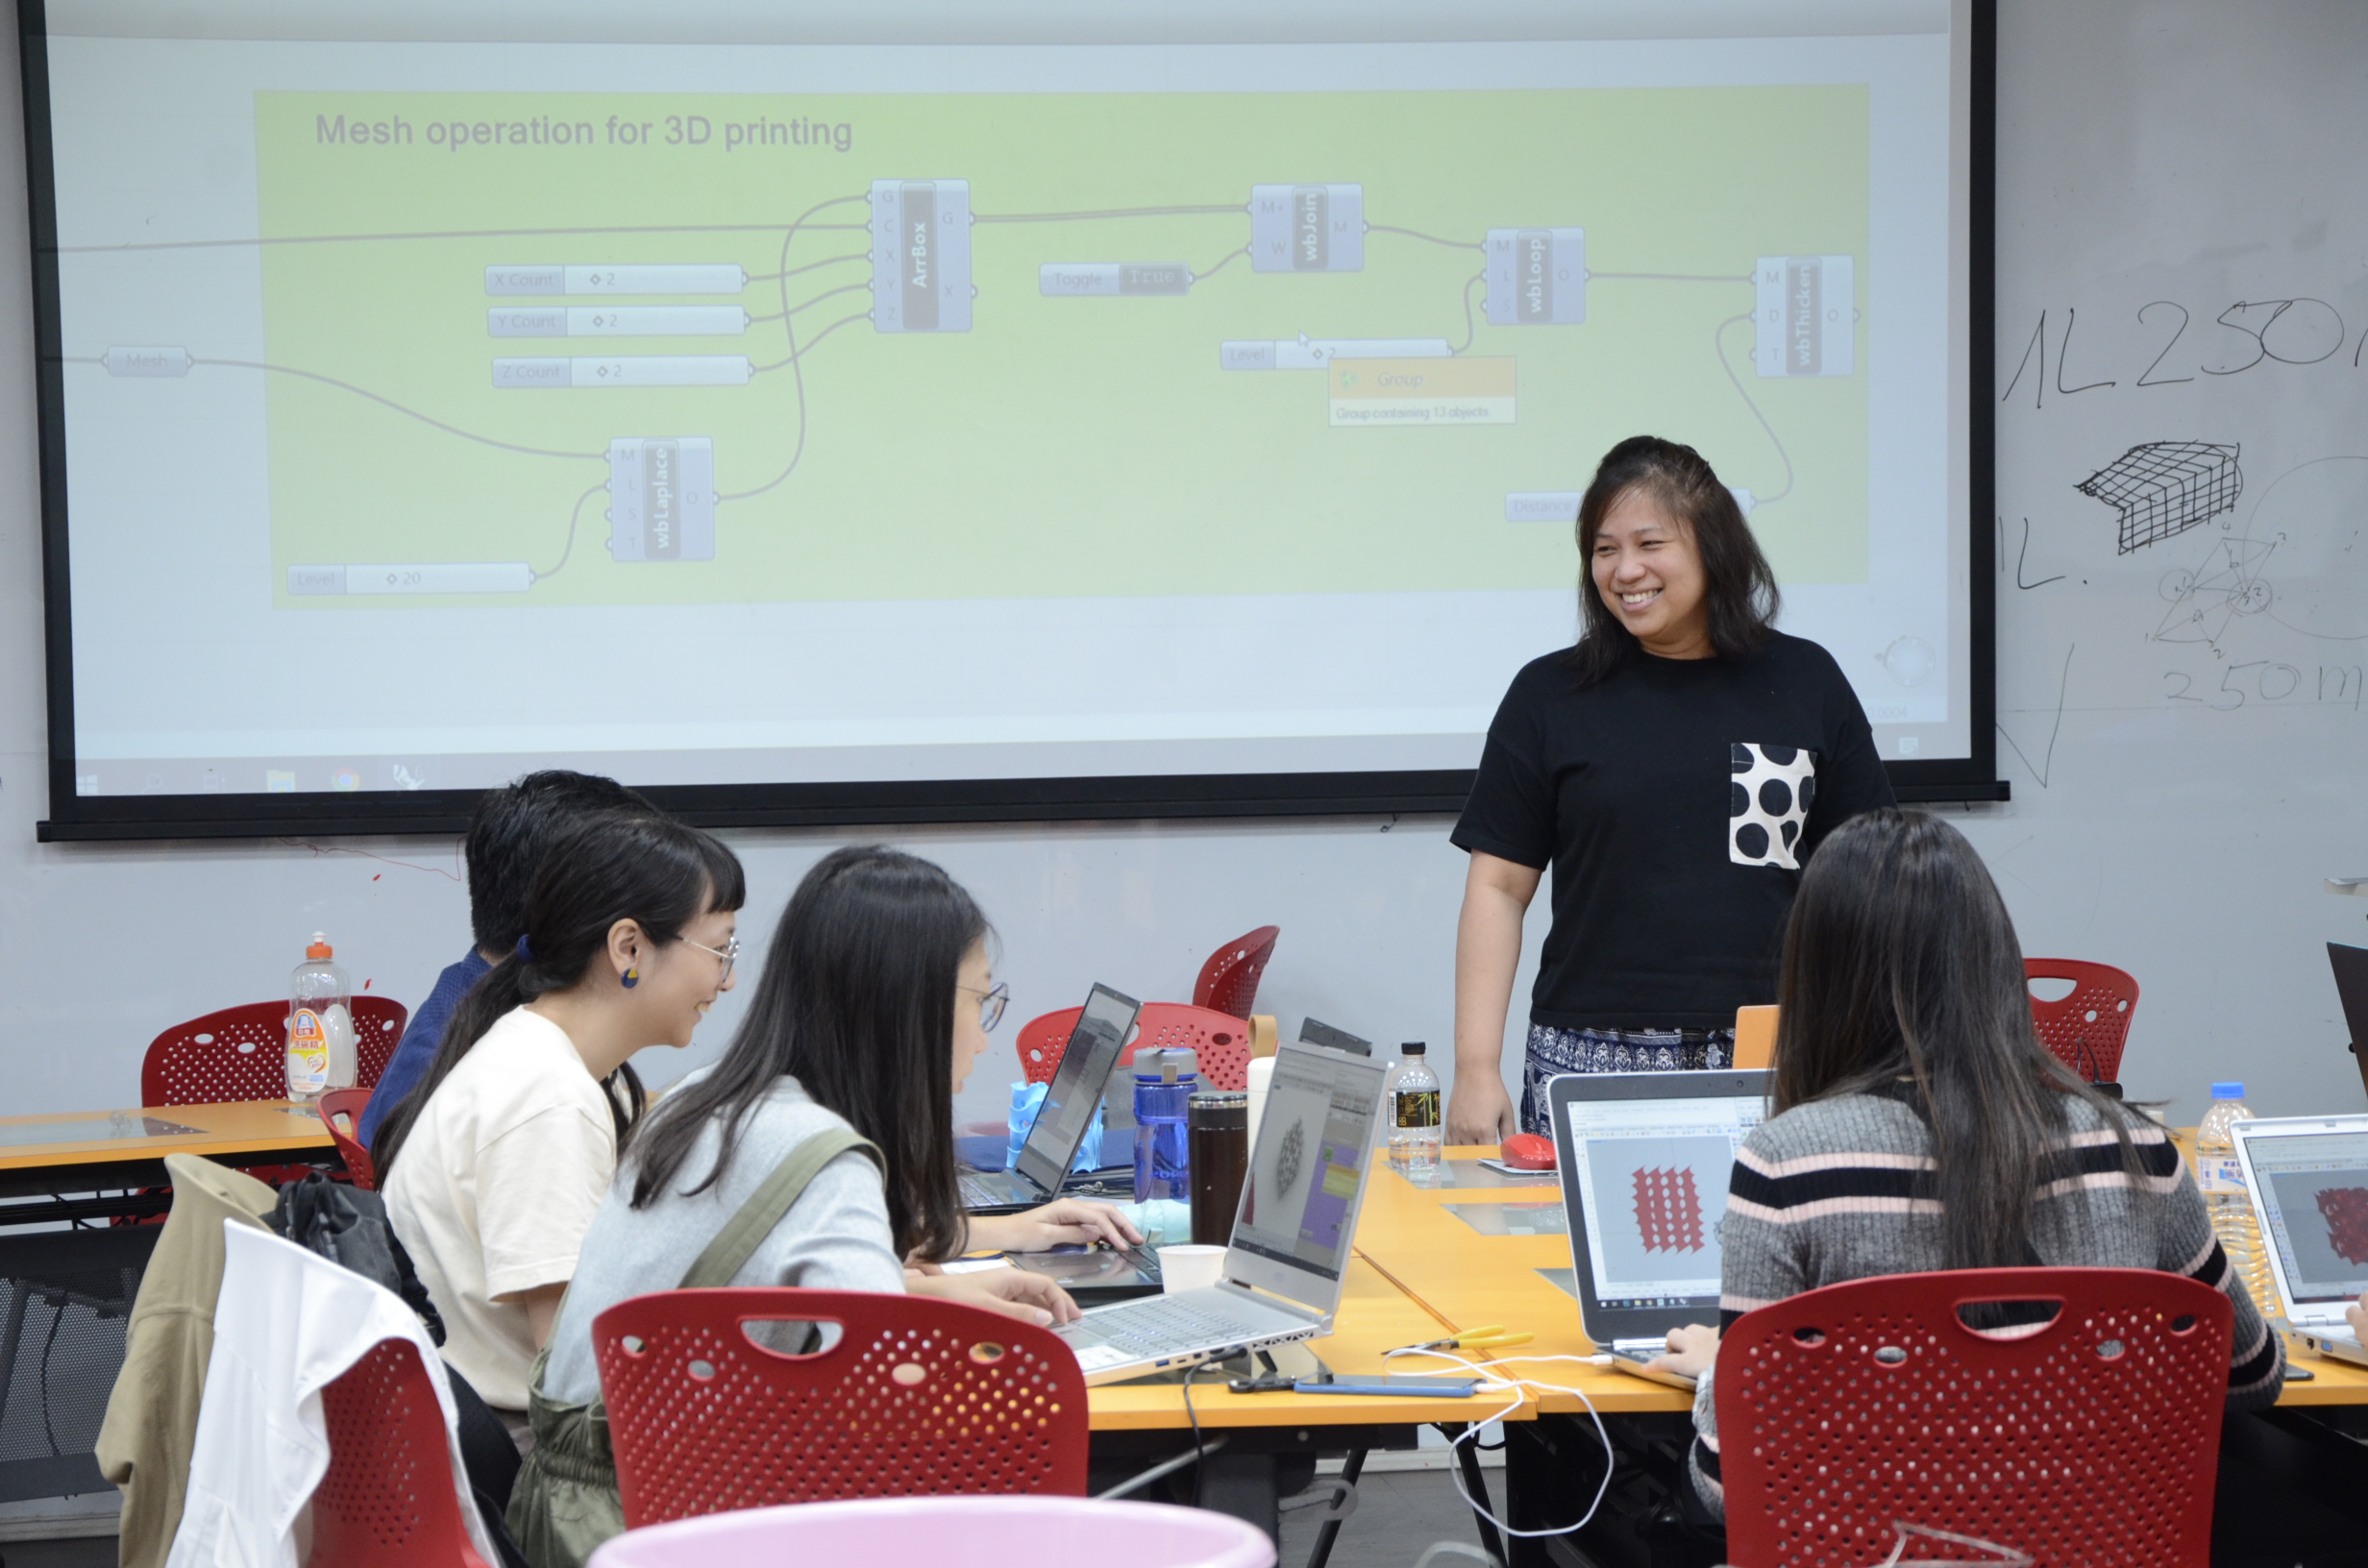 Mesh operation for 3D printing
G
C
X
Y
Z
ArrBox
G
X
M+
W
wbJoin
M
X Count 2
Y Count 2
Z Count 2
Toggle True
M
L
S
wbLoop
O
M
D
T
wbThicken
O
Mesh
Level 2
Group
Group containing 13 objects.
M
L
S
T
wbLaplace
O
Distance
Level 20
1L 250
1L.
250m